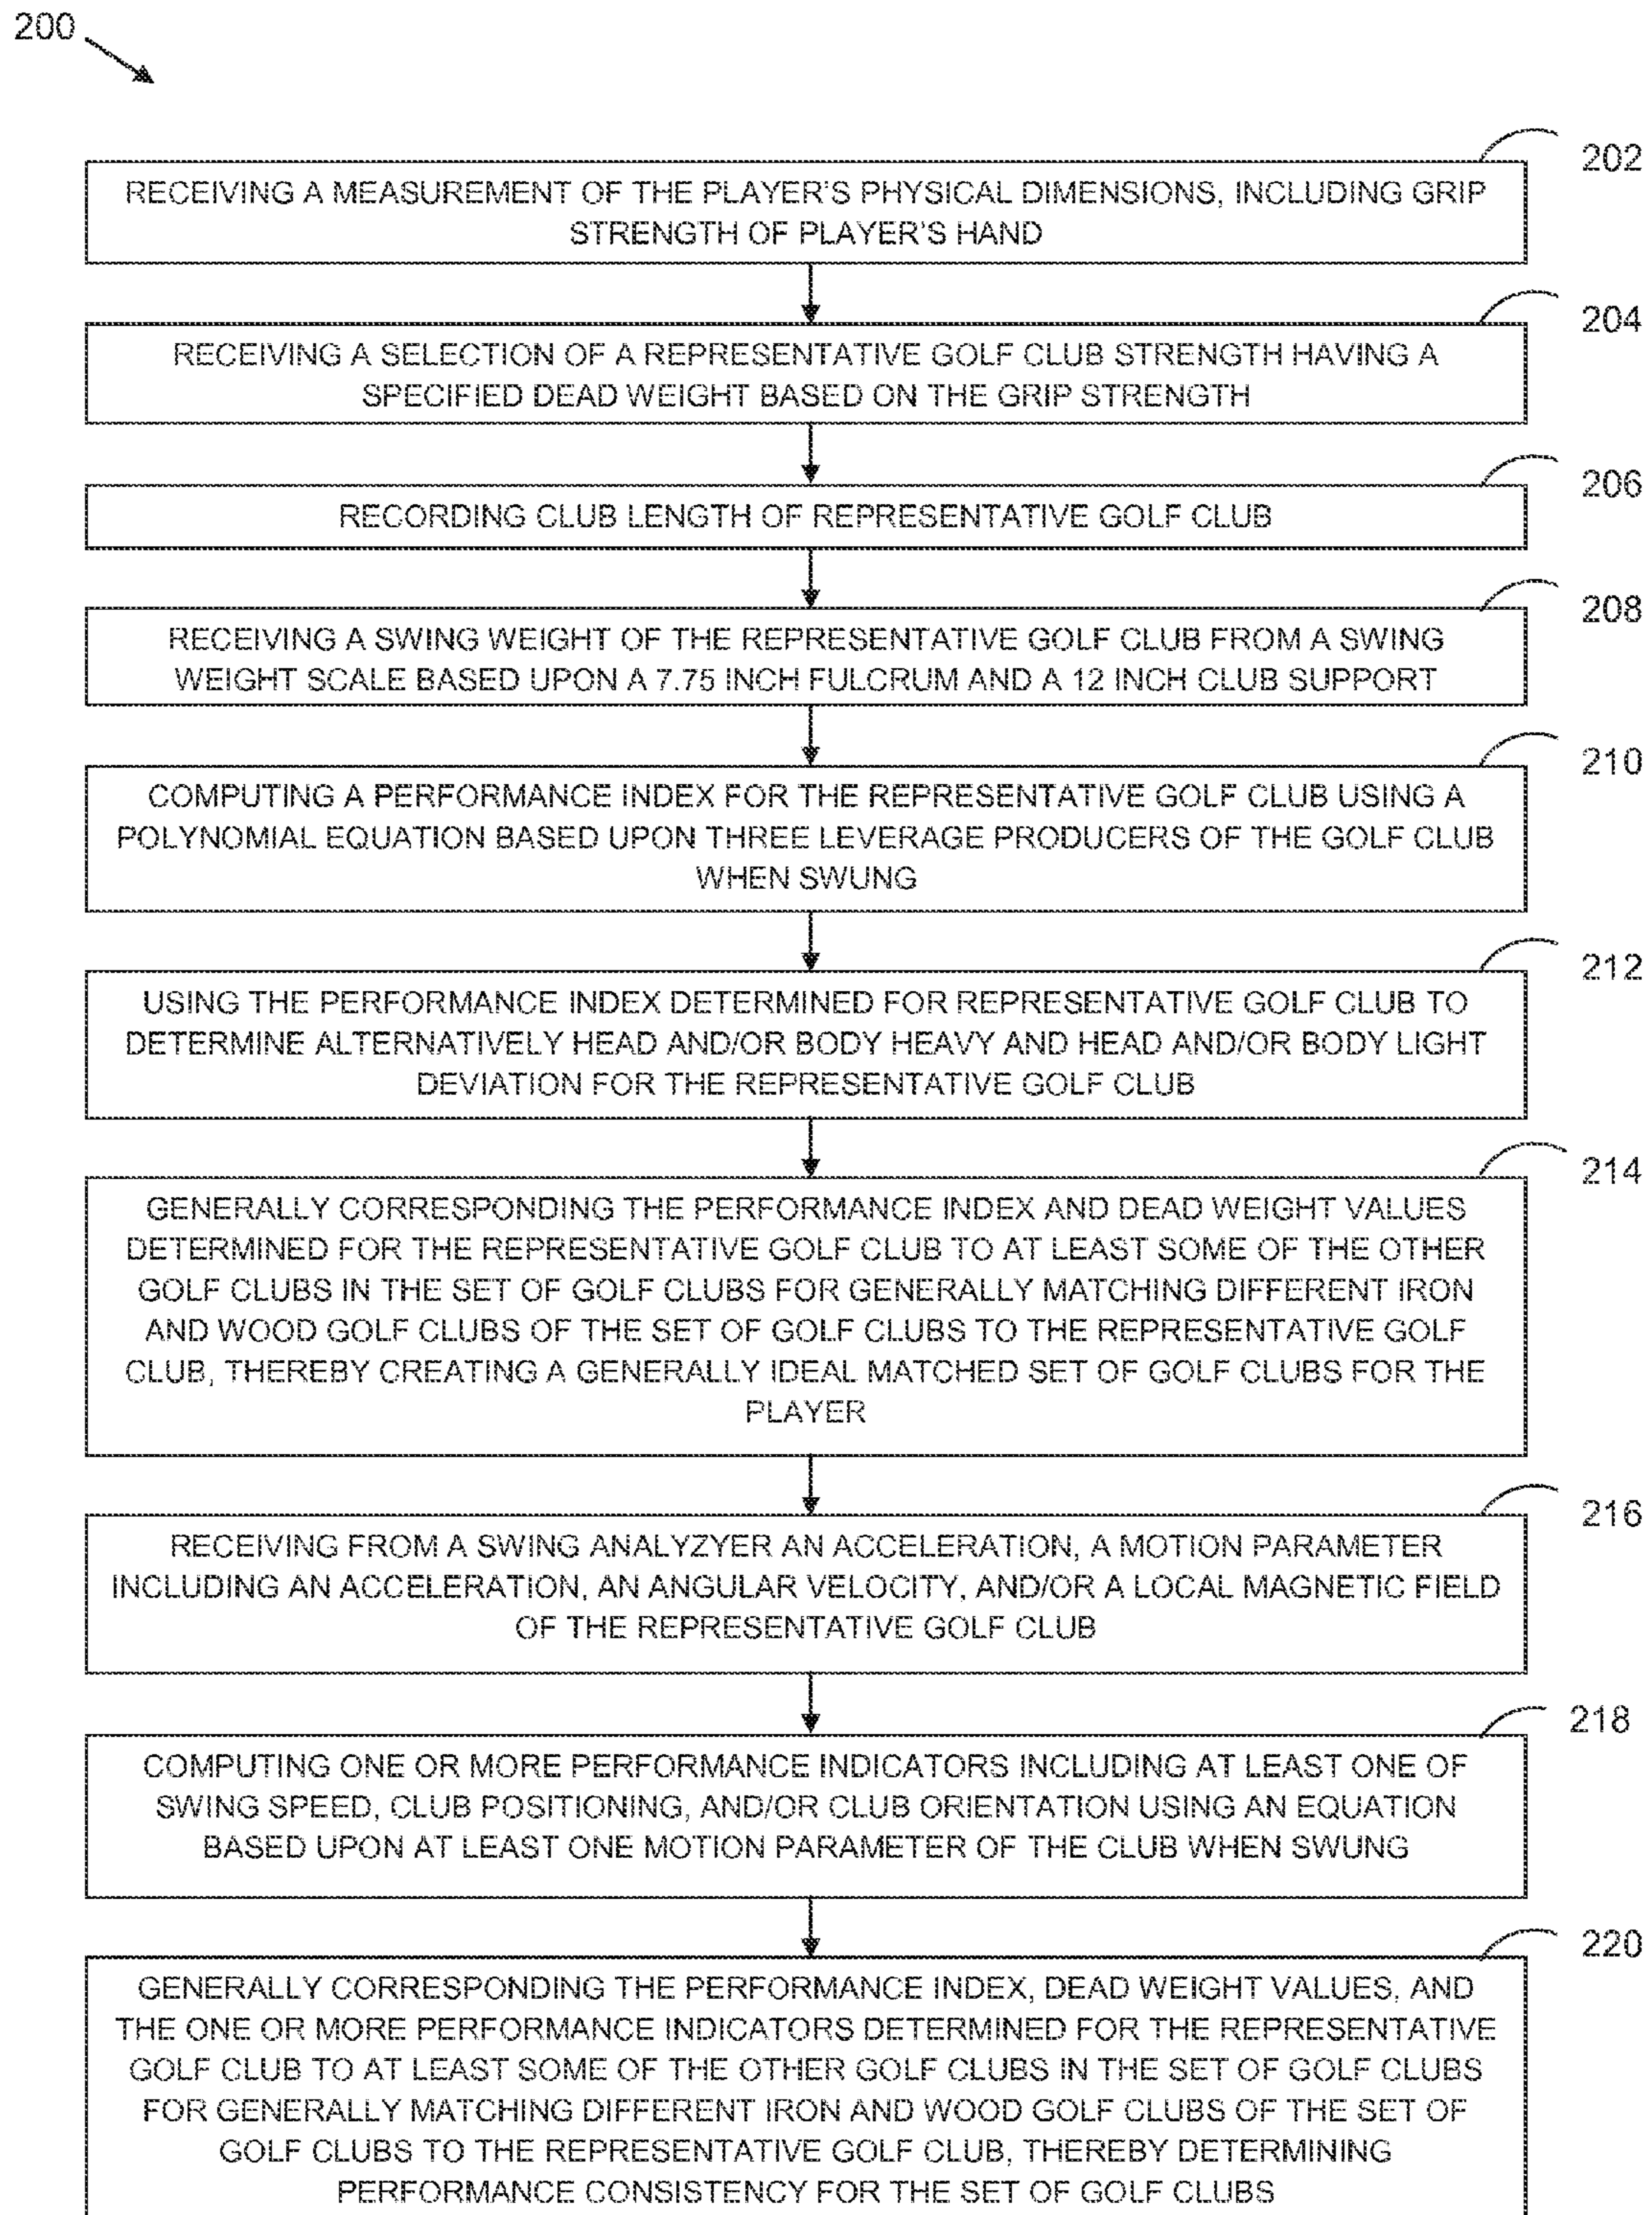 200
202
RECEIVING A MEASUREMENT OF THE PLAYER'S PHYSICAL DIMENSIONS, INCLUDING GRIP
STRENGTH OF PLAYER'S HAND
204
RECEIVING A SELECTION OF A REPRESENTATIVE GOLF CLUB STRENGTH HAVING A
SPECIFIED DEAD WEIGHT BASED ON THE GRIP STRENGTH
206
RECORDING CLUB LENGTH OF REPRESENTATIVE GOLF CLUB
208
RECEIVING A SWING WEIGHT OF THE REPRESENTATIVE GOLF CLUB FROM A SWING
WEIGHT SCALE BASED UPON A 7.75 INCH FULCRUM AND A 12 INCH CLUB SUPPORT
210
COMPUTING A PERFORMANCE INDEX FOR THE REPRESENTATIVE GOLF CLUB USING A
POLYNOMIAL EQUATION BASED UPON THREE LEVERAGE PRODUCERS OF THE GOLF CLUB
WHEN SWUNG
212
USING THE PERFORMANCE INDEX DETERMINED FOR REPRESENTATIVE GOLF CLUB TO
DETERMINE ALTERNATIVELY HEAD AND/OR BODY HEAVY AND HEAD AND/OR BODY LIGHT
DEVIATION FOR THE REPRESENTATIVE GOLF CLUB
214
GENERALLY CORRESPONDING THE PERFORMANCE INDEX AND DEAD WEIGHT VALUES
DETERMINED FOR THE REPRESENTATIVE GOLF CLUB TO AT LEAST SOME OF THE OTHER
GOLF CLUBS IN THE SET OF GOLF CLUBS FOR GENERALLY MATCHING DIFFERENT IRON
AND WOOD GOLF CLUBS OF THE SET OF GOLF CLUBS TO THE REPRESENTATIVE GOLF
CLUB, THEREBY CREATING A GENERALLY IDEAL MATCHED SET OF GOLF CLUBS FOR THE
PLAYER
216
RECEIVING FROM A SWING ANALYZYER AN ACCELERATION, A MOTION PARAMETER
INCLUDING AN ACCELERATION, AN ANGULAR VELOCITY, AND/OR A LOCAL MAGNETIC FIELD
OF THE REPRESENTATIVE GOLF CLUB
218
COMPUTING ONE OR MORE PERFORMANCE INDICATORS INCLUDING AT LEAST ONE OF
SWING SPEED, CLUB POSITIONING, AND/OR CLUB ORIENTATION USING AN EQUATION
BASED UPON AT LEAST ONE MOTION PARAMETER OF THE CLUB WHEN SWUNG
220
GENERALLY CORRESPONDING THE PERFORMANCE INDEX, DEAD WEIGHT VALUES, AND
THE ONE OR MORE PERFORMANCE INDICATORS DETERMINED FOR THE REPRESENTATIVE
GOLF CLUB TO AT LEAST SOME OF THE OTHER GOLF CLUBS IN THE SET OF GOLF CLUBS
FOR GENERALLY MATCHING DIFFERENT IRON AND WOOD GOLF CLUBS OF THE SET OF
GOLF CLUBS TO THE REPRESENTATIVE GOLF CLUB, THEREBY DETERMINING
PERFORMANCE CONSISTENCY FOR THE SET OF GOLF CLUBS